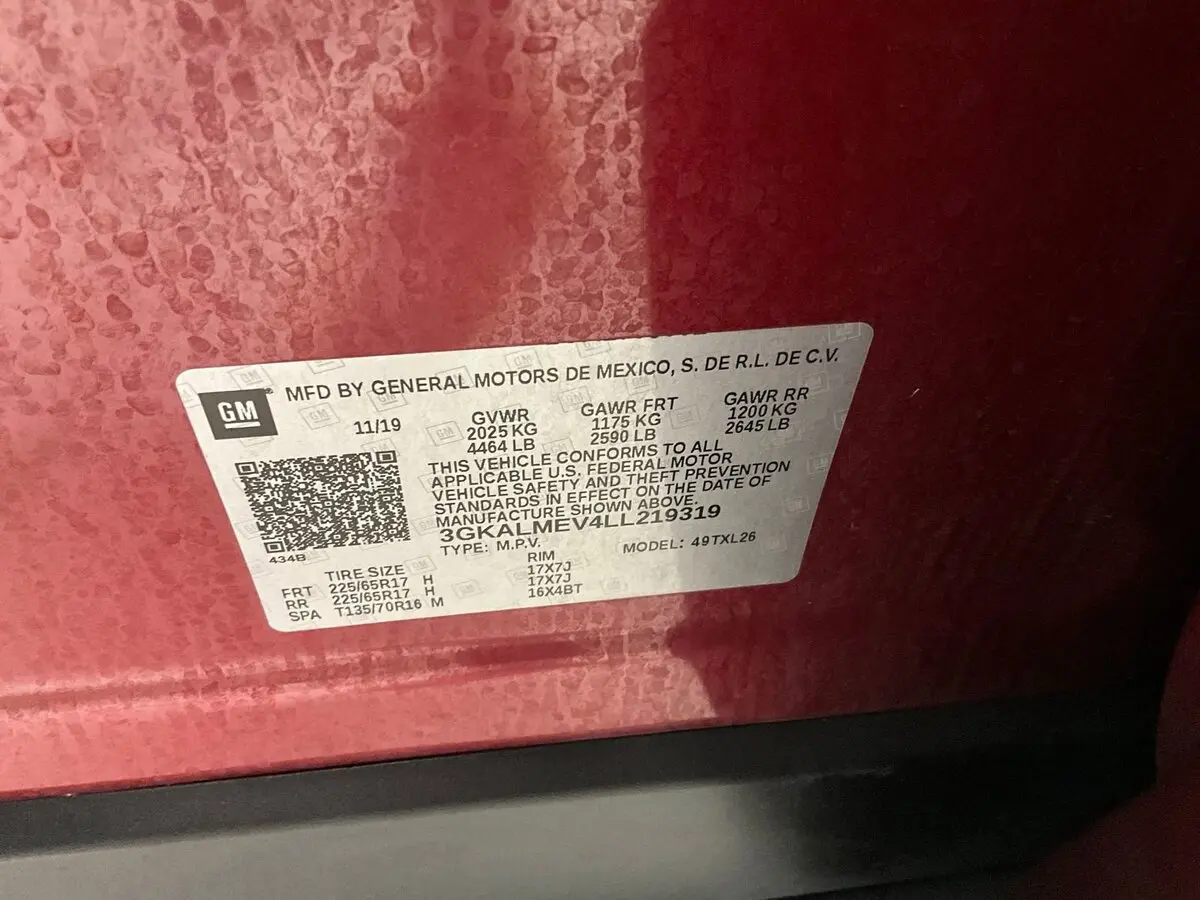 GM
MFD BY GENERAL MOTORS DE MEXICO, S. DE R.L. DE C.V.
11/19
GVWR
2025 KG
4464 LB
GAWR FRT
1175 KG
2590 LB
GAWR RR
1200 KG
2645 LB
THIS VEHICLE CONFORMS TO ALL
APPLICABLE U.S. FEDERAL MOTOR
VEHICLE SAFETY AND THEFT PREVENTION
STANDARDS IN EFFECT ON THE DATE OF
MANUFACTURE SHOWN ABOVE.
3GKALMEV4LL219319
TYPE: M.P.V.
MODEL: 49TXL26
434B
TIRE SIZE RIM
FRT 225/65R17 H 17X7J
RR 225/65R17 H 17X7J
SPA T135/70R16 M 16X4BT